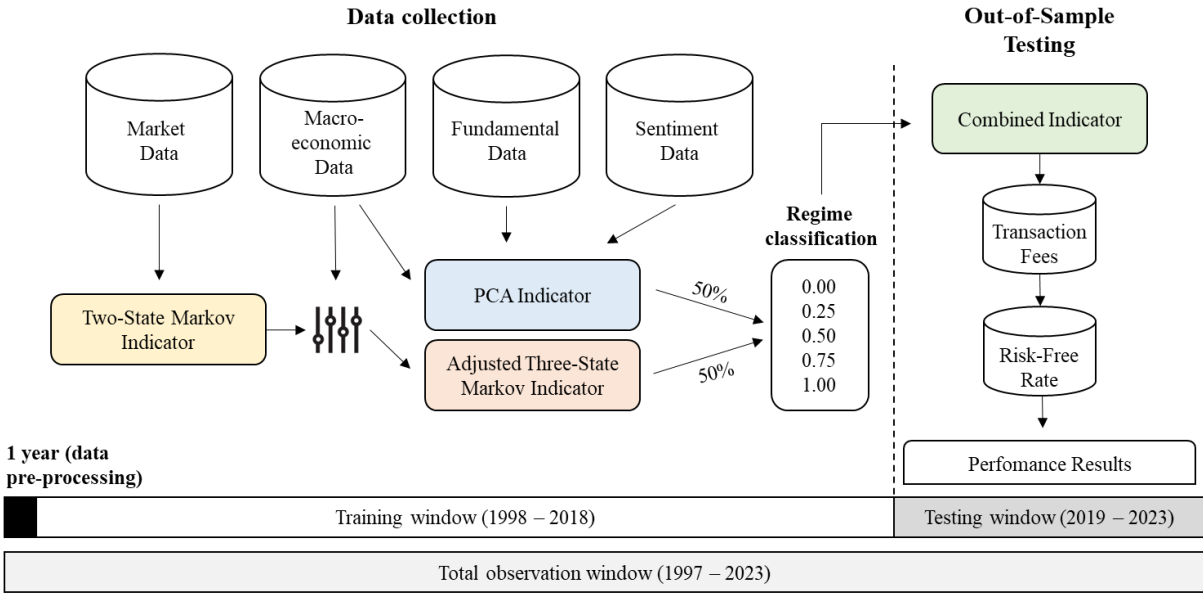 Data collection
Out-of-Sample
Testing
Market
Data
Macro-
economic
Data
Fundamental
Data
Sentiment
Data
Combined Indicator
Transaction
Fees
Regime
classification
0.00
0.25
0.50
0.75
1.00
PCA Indicator
50%
Two-State Markov
Indicator
Adjusted Three-State
Markov Indicator
50%
Risk-Free
Rate
1 year (data
pre-processing)
Perfomance Results
Training window (1998 – 2018)
Testing window (2019 – 2023)
Total observation window (1997 – 2023)